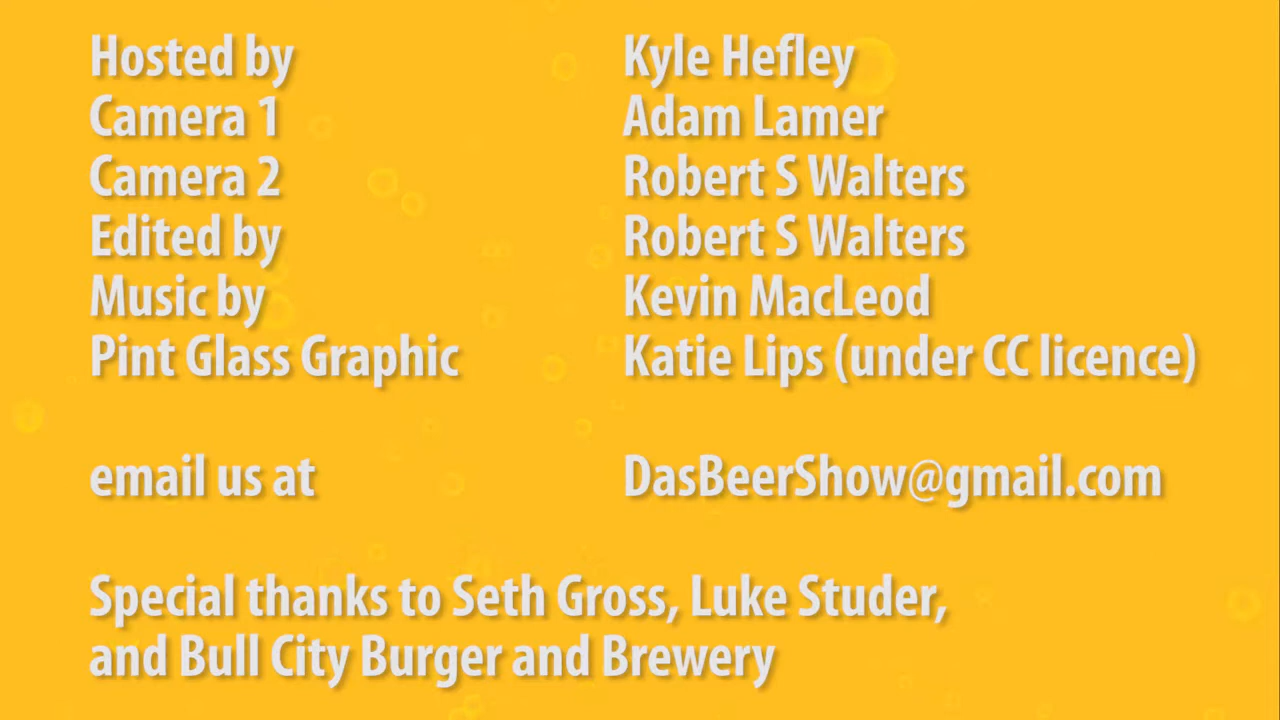 Hosted by Kyle Hefley
Camera 1 Adam Lamer
Camera 2 Robert S Walters
Edited by Robert S Walters
Music by Kevin MacLeod
Pint Glass Graphic Katie Lips (under CC licence)
email us at DasBeerShow@gmail.com
Special thanks to Seth Gross, Luke Studer,
and Bull City Burger and Brewery